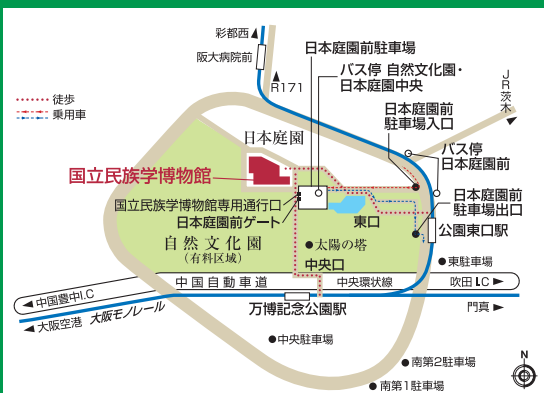 彩都西
阪大病院前
R171
日本庭園前駐車場
バス停 自然文化園・
日本庭園中央
JR茨木
徒歩
乗用車
日本庭園前
駐車場入口
日本庭園
バス停
日本庭園前
国立民族学博物館
国立民族学博物館専用通行口
日本庭園前ゲート
日本庭園前
駐車場出口
東口
公園東口駅
自然文化園
(有料区域)
太陽の塔
中央口
東駐車場
中国自動車道
中央環状線
吹田I.C
中国豊中I.C
大阪空港
大阪モノレール
万博記念公園駅
門真
中央駐車場
南第2駐車場
南第1駐車場
N